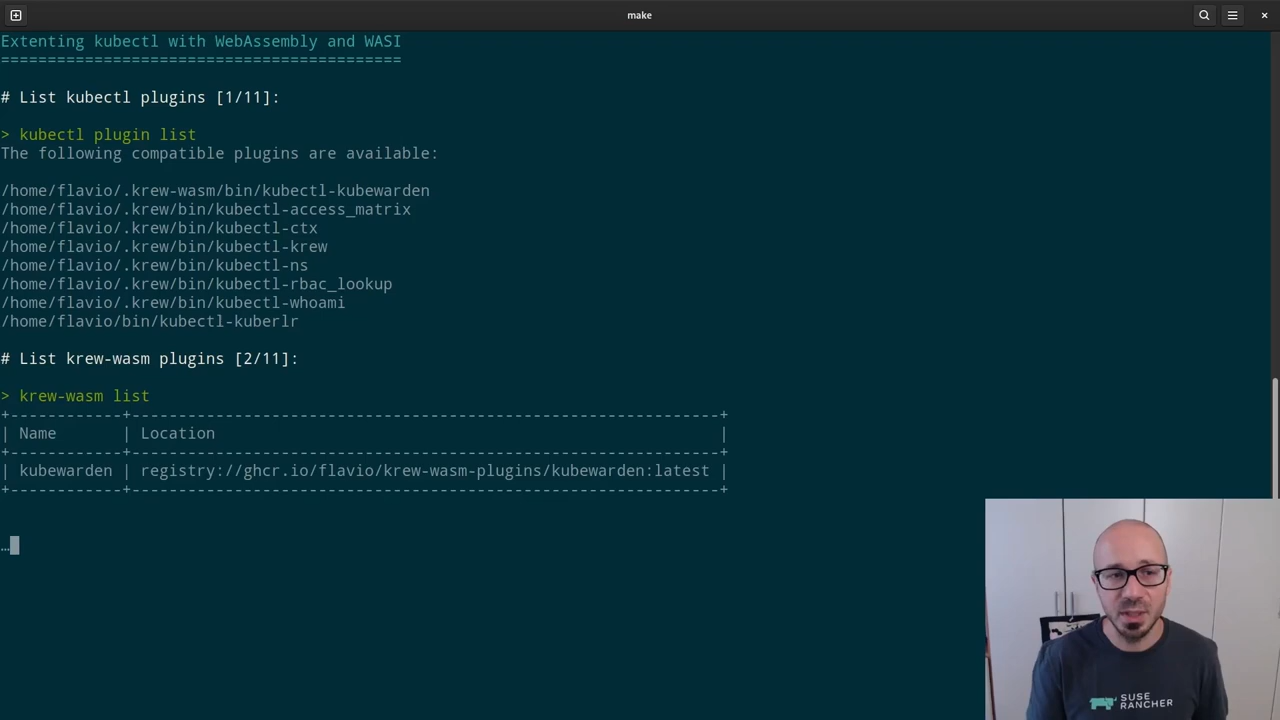 make
Extenting kubectl with WebAssembly and WASI
===========================================
# List kubectl plugins [1/11]:
> kubectl plugin list
The following compatible plugins are available:
/home/flavio/.krew-wasm/bin/kubectl-kubewarden
/home/flavio/.krew/bin/kubectl-access_matrix
/home/flavio/.krew/bin/kubectl-ctx
/home/flavio/.krew/bin/kubectl-krew
/home/flavio/.krew/bin/kubectl-ns
/home/flavio/.krew/bin/kubectl-rbac_lookup
/home/flavio/.krew/bin/kubectl-whoami
/home/flavio/bin/kubectl-kuberlr
# List krew-wasm plugins [2/11]:
> krew-wasm list
+------------+---------------------------------------------------------------+
| Name | Location |
+------------+---------------------------------------------------------------+
| kubewarden | registry://ghcr.io/flavio/krew-wasm-plugins/kubewarden:latest |
+------------+---------------------------------------------------------------+
…
SUSE
RANCHER